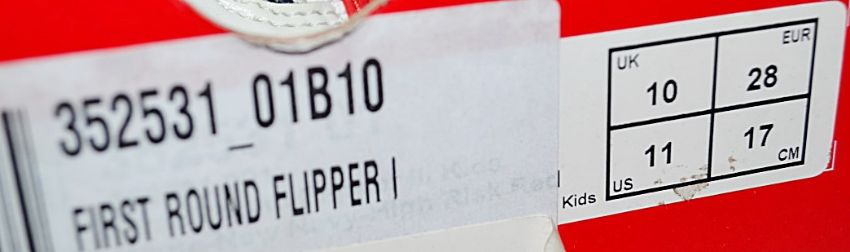 352531_01B10
FIRST ROUND FLIPPER I
UK 10
EUR 28
US 11
17 CM
Kids